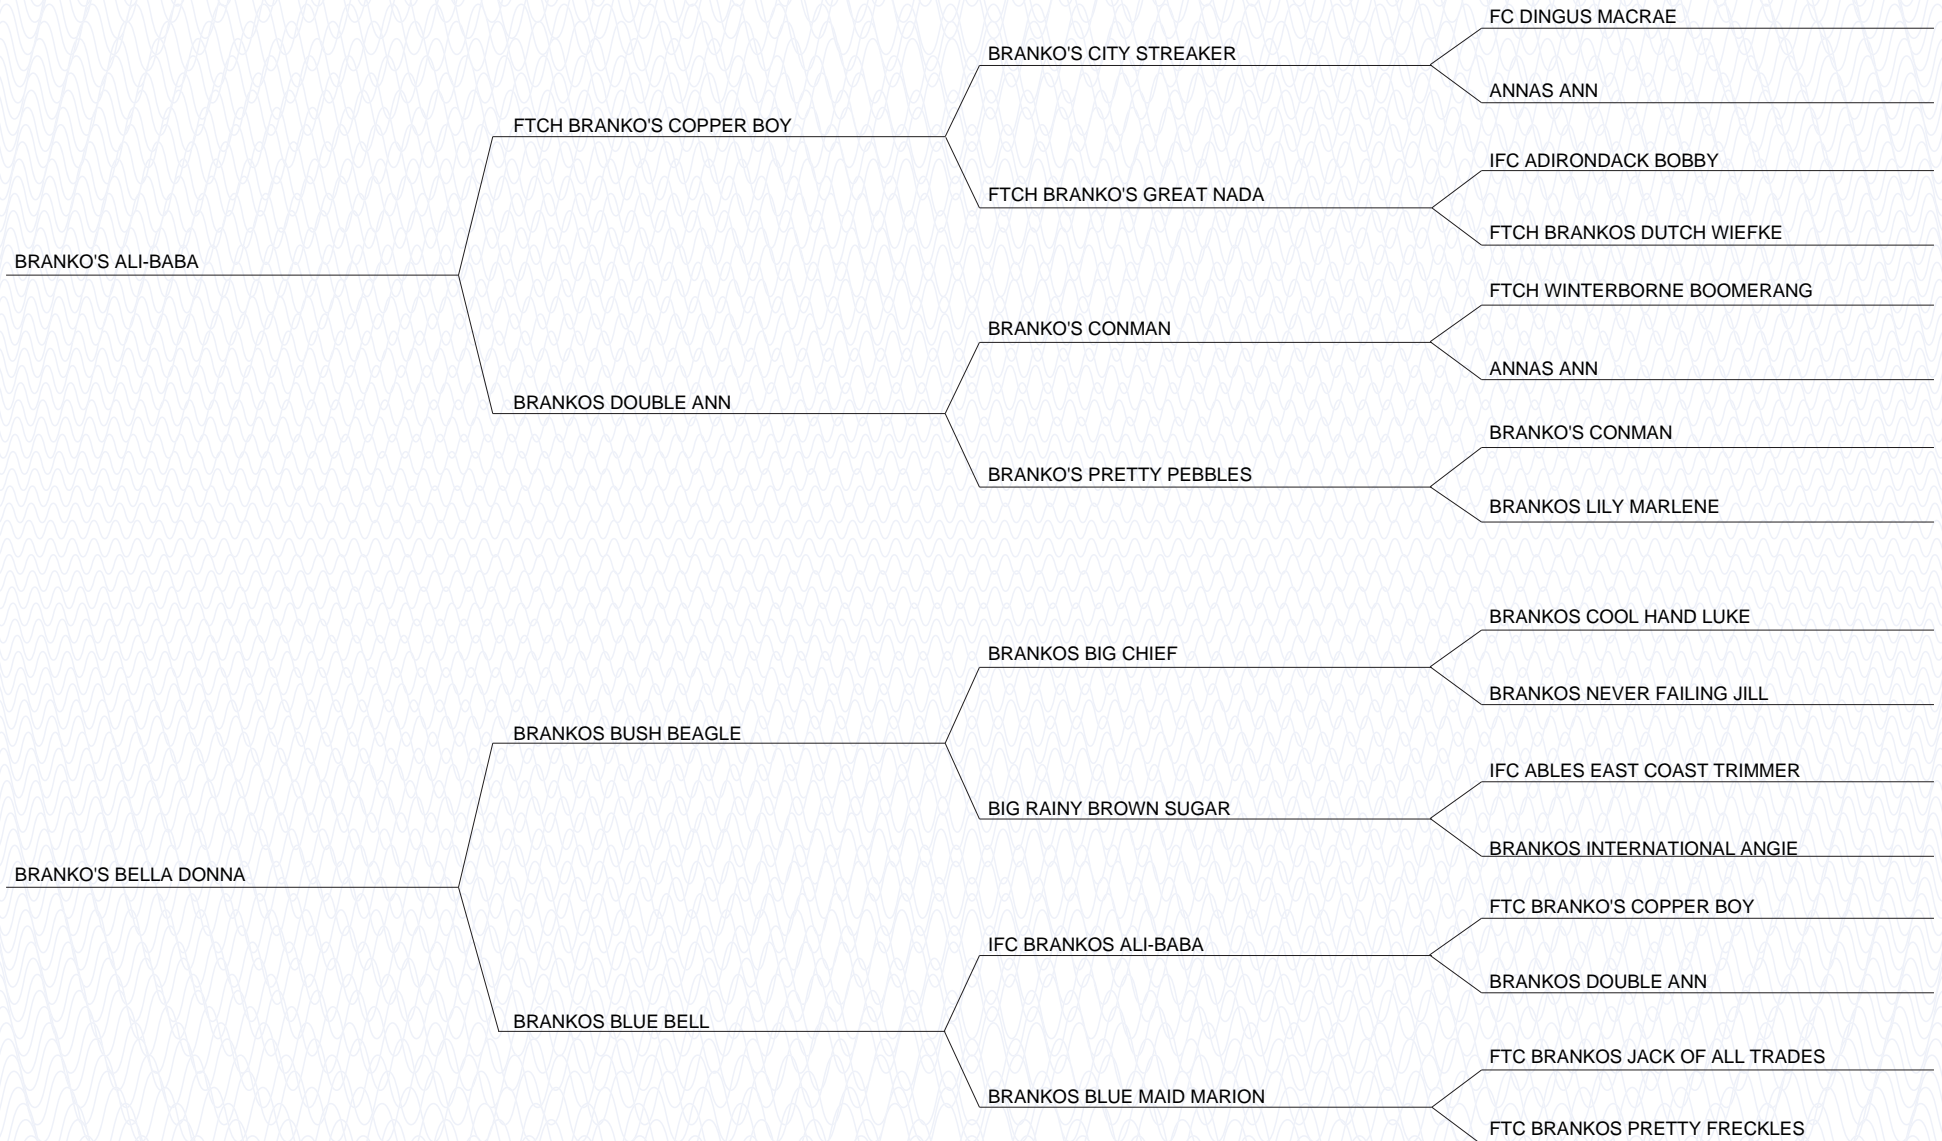 FC DINGUS MACRAE
BRANKO'S CITY STREAKER
ANNAS ANN
FTCH BRANKO'S COPPER BOY
IFC ADIRONDACK BOBBY
FTCH BRANKO'S GREAT NADA
FTCH BRANKOS DUTCH WIEFKE
BRANKO'S ALI-BABA
FTCH WINTERBORNE BOOMERANG
BRANKO'S CONMAN
ANNAS ANN
BRANKOS DOUBLE ANN
BRANKO'S CONMAN
BRANKO'S PRETTY PEBBLES
BRANKOS LILY MARLENE
BRANKOS COOL HAND LUKE
BRANKOS BIG CHIEF
BRANKOS NEVER FAILING JILL
BRANKOS BUSH BEAGLE
IFC ABLES EAST COAST TRIMMER
BIG RAINY BROWN SUGAR
BRANKOS INTERNATIONAL ANGIE
BRANKO'S BELLA DONNA
FTC BRANKO'S COPPER BOY
IFC BRANKOS ALI-BABA
BRANKOS DOUBLE ANN
BRANKOS BLUE BELL
FTC BRANKOS JACK OF ALL TRADES
BRANKOS BLUE MAID MARION
FTC BRANKOS PRETTY FRECKLES